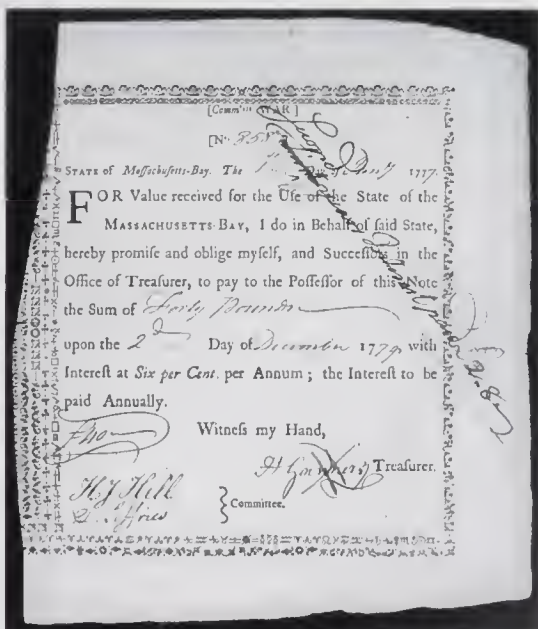 [Comm STAR]
[No. 358
STATE of Massachusetts-Bay. The Day of 1777.
FOR Value received for the Use of the State of the
MASSACHUSETTS-BAY, I do in Behalf of said State,
hereby promise and oblige myself, and Successors in the
Office of Treasurer, to pay to the Possessor of this Note
the Sum of Forty Pounds
upon the 2d Day of December 1779, with
Interest at Six per Cent. per Annum; the Interest to be
paid Annually.
Witness my Hand,
H Gardner Treasurer.
H J Hill
Committee.